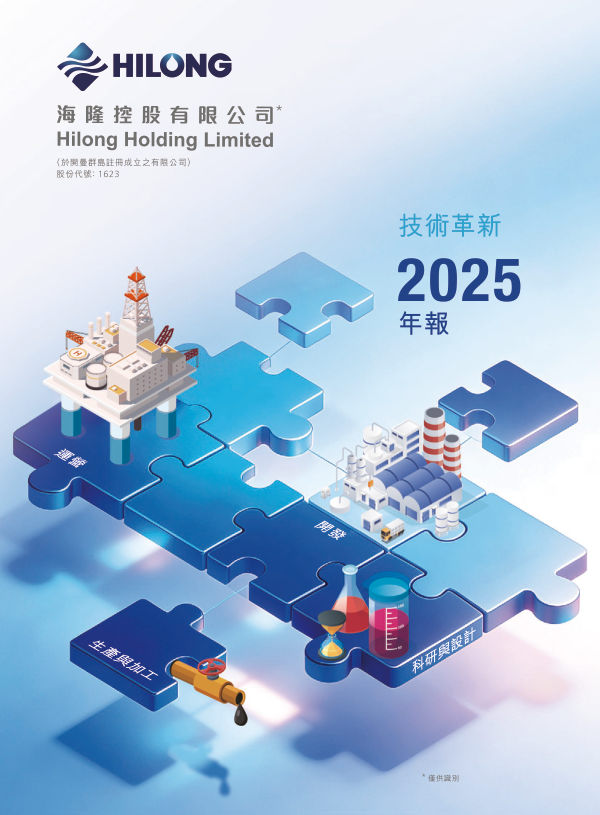 HILONG
海隆控股有限公司*
Hilong Holding Limited
（於開曼群島註冊成立之有限公司）
股份代號：1623
技術革新
2025
年報
運營
開發
科研與設計
生產與加工
* 僅供識別